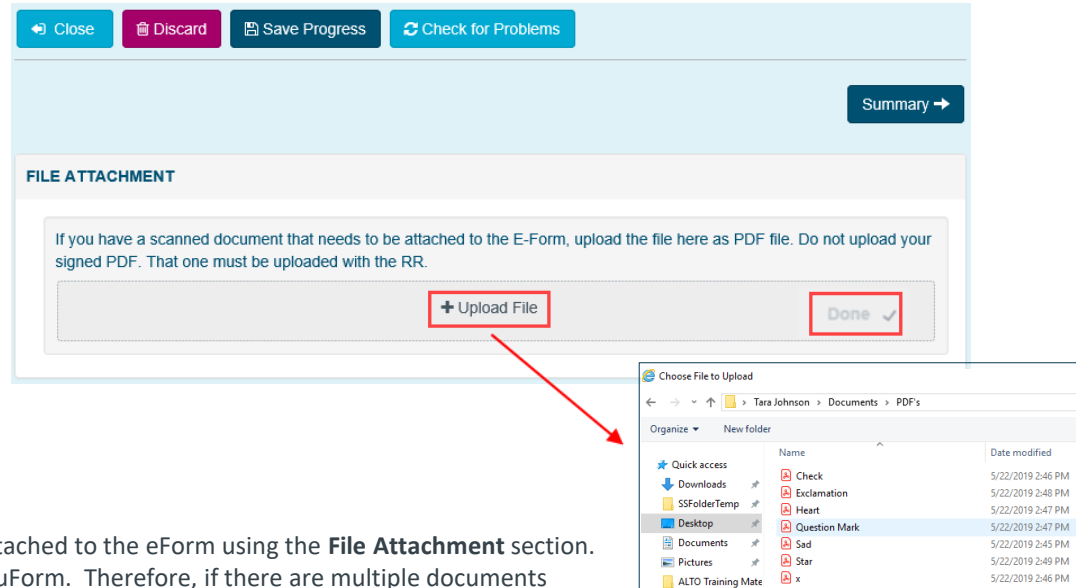 Close Discard Save Progress Check for Problems
Summary
FILE ATTACHMENT
If you have a scanned document that needs to be attached to the E-Form, upload the file here as PDF file. Do not upload your
signed PDF. That one must be uploaded with the RR.
Upload File Done
Choose File to Upload
Tara Johnson > Documents > PDF's
Organize New folder
Name Date modified
Quick access
Downloads
SSFolderTemp
Desktop
Documents
Pictures
ALTO Training Mate
Check 5/22/2019 2:46 PM
Exclamation 5/22/2019 2:48 PM
Heart 5/22/2019 2:47 PM
Question Mark 5/22/2019 2:47 PM
Sad 5/22/2019 2:45 PM
Star 5/22/2019 2:49 PM
x 5/22/2019 2:46 PM
tached to the eForm using the File Attachment section.
uForm. Therefore, if there are multiple documents